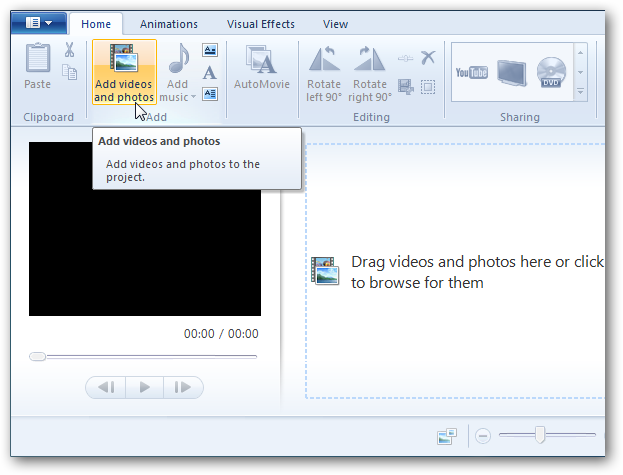 Home
Animations
Visual Effects
View
Paste
Add videos
and photos
Add
music
A
A
A
AutoMovie
Rotate
left 90°
Rotate
right 90°
YouTube
DVD
Clipboard
Add
Editing
Sharing
Add videos and photos
Add videos and photos to the
project.
Drag videos and photos here or click
to browse for them
00:00 / 00:00